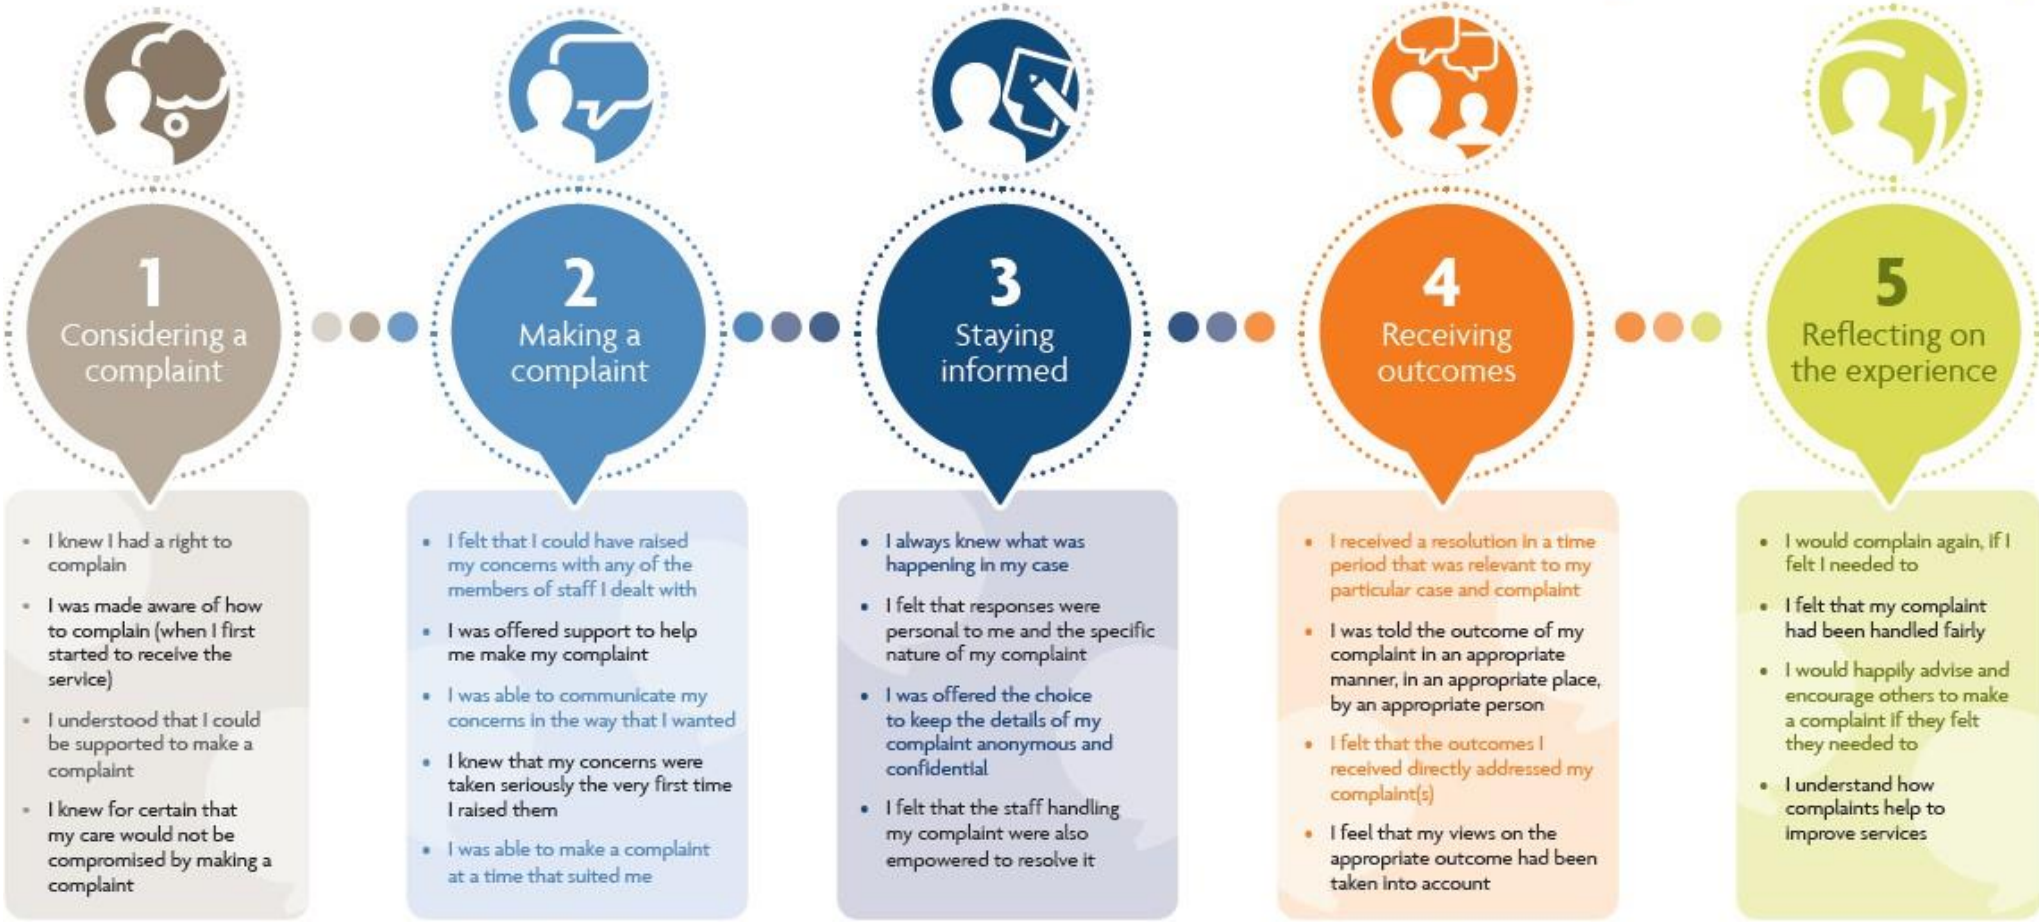 1
Considering a
complaint
• I knew I had a right to
complain
• I was made aware of how
to complain (when I first
started to receive the
service)
• I understood that I could
be supported to make a
complaint
• I knew for certain that
my care would not be
compromised by making a
complaint
2
Making a
complaint
• I felt that I could have raised
my concerns with any of the
members of staff I dealt with
• I was offered support to help
me make my complaint
• I was able to communicate my
concerns in the way that I wanted
• I knew that my concerns were
taken seriously the very first time
I raised them
• I was able to make a complaint
at a time that suited me
3
Staying
informed
• I always knew what was
happening in my case
• I felt that responses were
personal to me and the specific
nature of my complaint
• I was offered the choice
to keep the details of my
complaint anonymous and
confidential
• I felt that the staff handling
my complaint were also
empowered to resolve it
4
Receiving
outcomes
• I received a resolution in a time
period that was relevant to my
particular case and complaint
• I was told the outcome of my
complaint in an appropriate
manner, in an appropriate place,
by an appropriate person
• I felt that the outcomes I
received directly addressed my
complaint(s)
• I feel that my views on the
appropriate outcome had been
taken into account
5
Reflecting on
the experience
• I would complain again, if I
felt I needed to
• I felt that my complaint
had been handled fairly
• I would happily advise and
encourage others to make
a complaint if they felt
they needed to
• I understand how
complaints help to
improve services